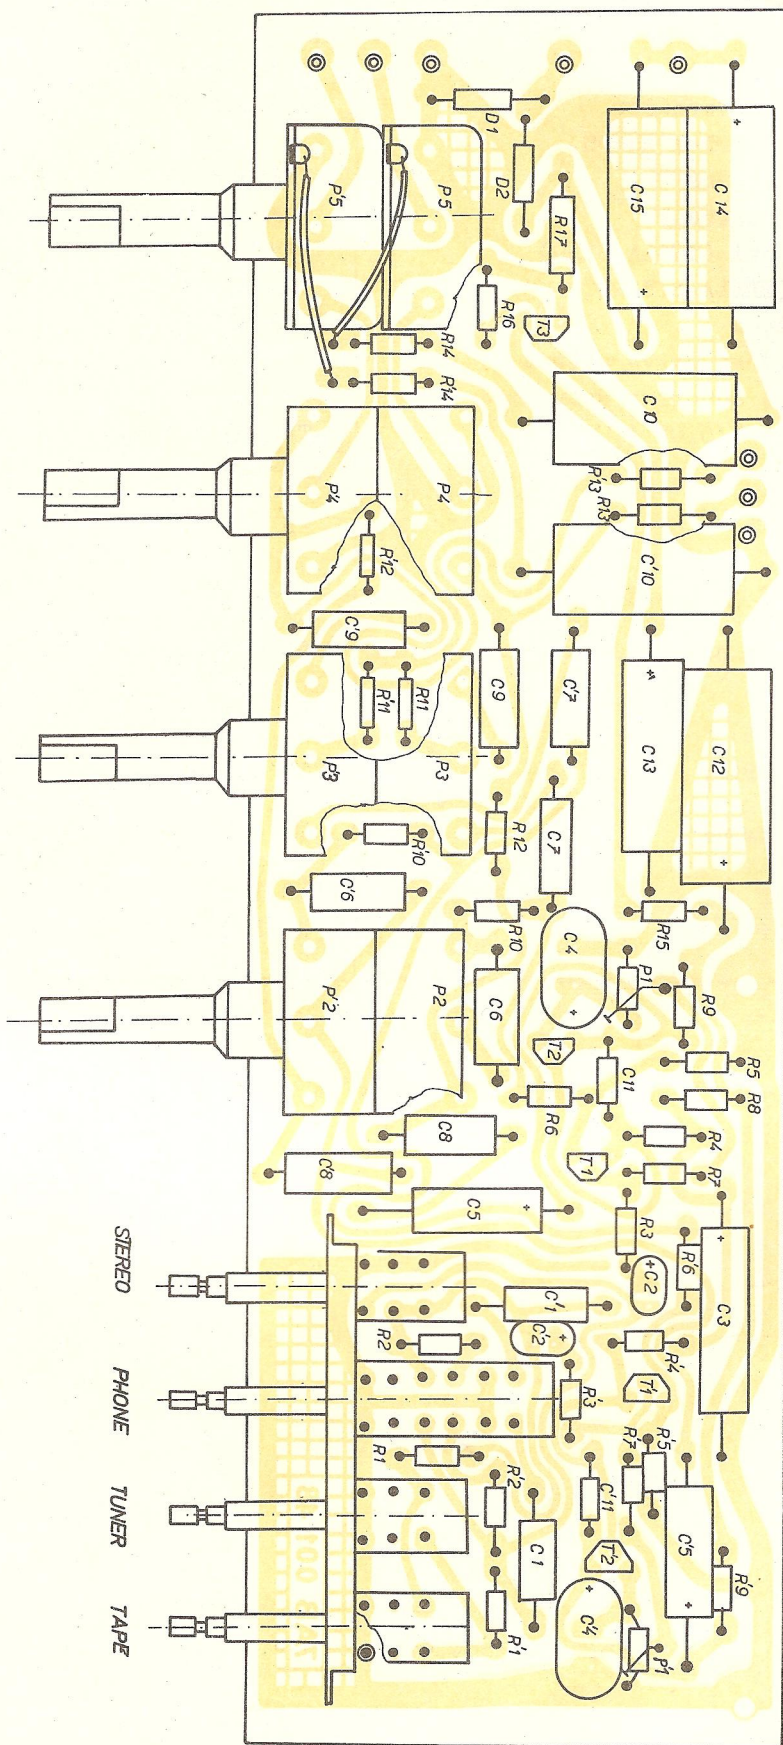 D1
D2
R17
C15
C14
+
+
P'5
P5
R16
T3
R14
R'14
C10
R'13
R13
C'10
P'4
P4
R'12
C'9
C9
C'7
C13
C12
+
R'11
R11
P'3
P3
R'10
R12
C7
C'6
R10
C4
+
R15
P1
R9
P'2
P2
C6
T2
C11
R5
R8
R6
R4
C8
C'8
T1
R7
C5
+
R3
+C2
R'6
C3
+
STEREO
C'1
C'2
+
R2
R'4
PHONE
R'3
T'1
R1
R'7
R'5
TUNER
R'2
C1
C'11
T'2
C'5
+
R'9
TAPE
R'1
C'4
+
P'1